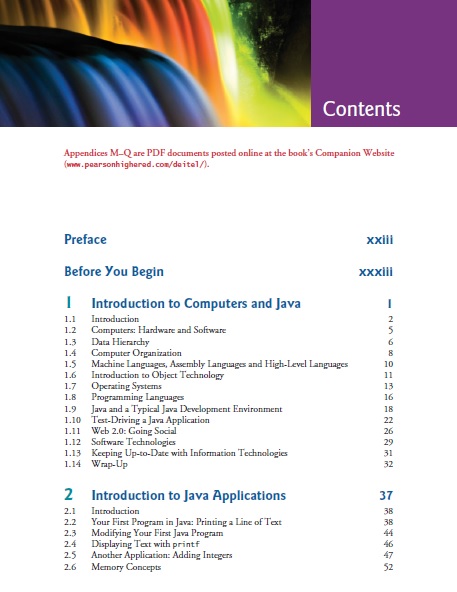 Contents
Appendices M–Q are PDF documents posted online at the book's Companion Website
(www.pearsonhighered.com/deitel/).
Preface xxiii
Before You Begin xxxiii
1 Introduction to Computers and Java 1
1.1 Introduction 2
1.2 Computers: Hardware and Software 5
1.3 Data Hierarchy 6
1.4 Computer Organization 8
1.5 Machine Languages, Assembly Languages and High-Level Languages 10
1.6 Introduction to Object Technology 11
1.7 Operating Systems 13
1.8 Programming Languages 16
1.9 Java and a Typical Java Development Environment 18
1.10 Test-Driving a Java Application 22
1.11 Web 2.0: Going Social 26
1.12 Software Technologies 29
1.13 Keeping Up-to-Date with Information Technologies 31
1.14 Wrap-Up 32
2 Introduction to Java Applications 37
2.1 Introduction 38
2.2 Your First Program in Java: Printing a Line of Text 38
2.3 Modifying Your First Java Program 44
2.4 Displaying Text with printf 46
2.5 Another Application: Adding Integers 47
2.6 Memory Concepts 52